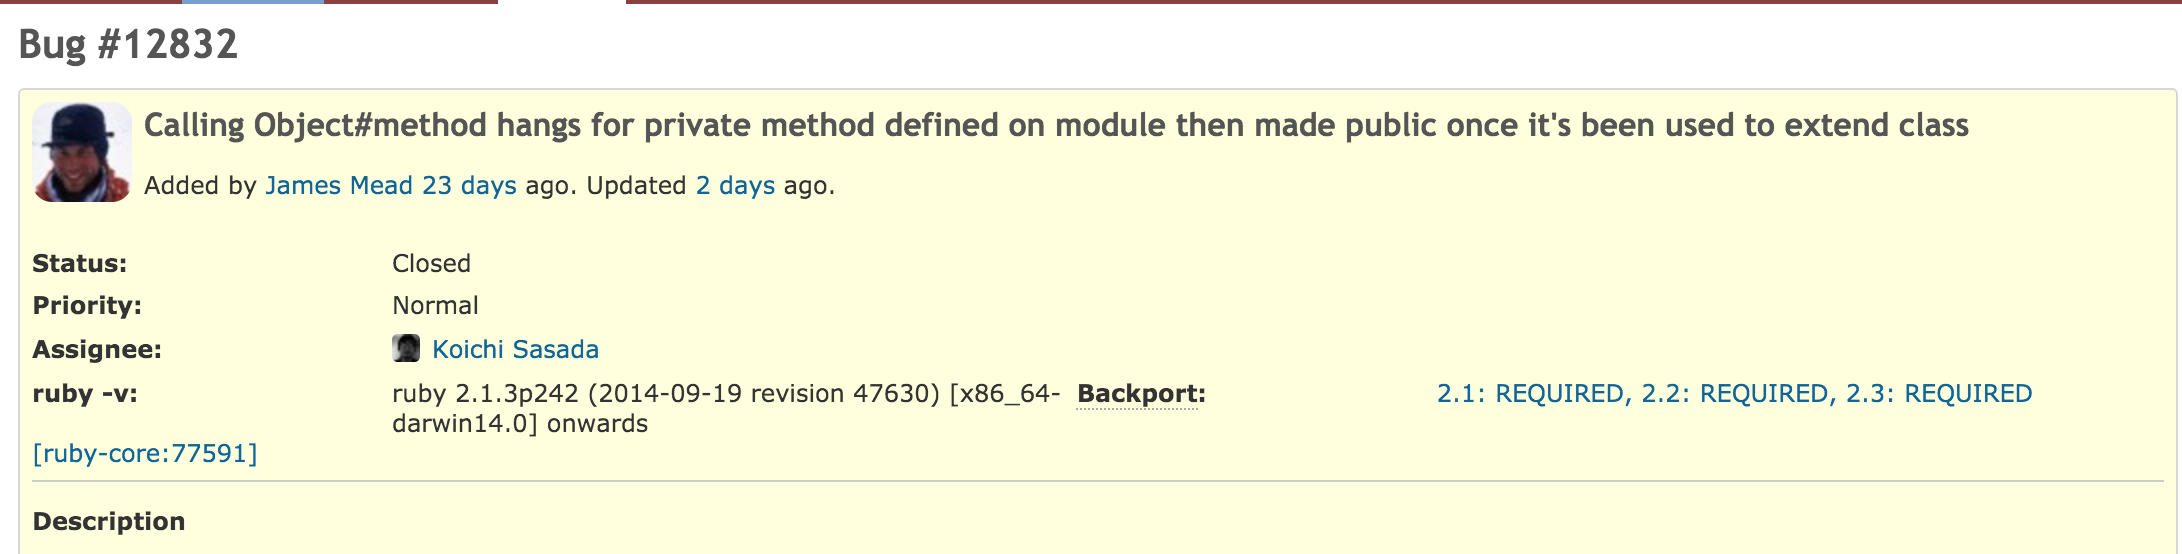 Bug #12832
Calling Object#method hangs for private method defined on module then made public once it's been used to extend class
Added by James Mead 23 days ago. Updated 2 days ago.
Status: Closed
Priority: Normal
Assignee: Koichi Sasada
ruby -v: ruby 2.1.3p242 (2014-09-19 revision 47630) [x86_64- Backport: 2.1: REQUIRED, 2.2: REQUIRED, 2.3: REQUIRED
darwin14.0] onwards
[ruby-core:77591]
Description